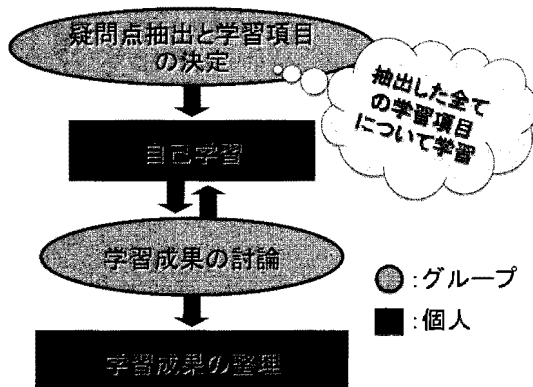 疑問点抽出と学習項目
の決定
抽出した全て
の学習項目
について学習
自己学習
学習成果の討論
:グループ
:個人
学習成果の整理